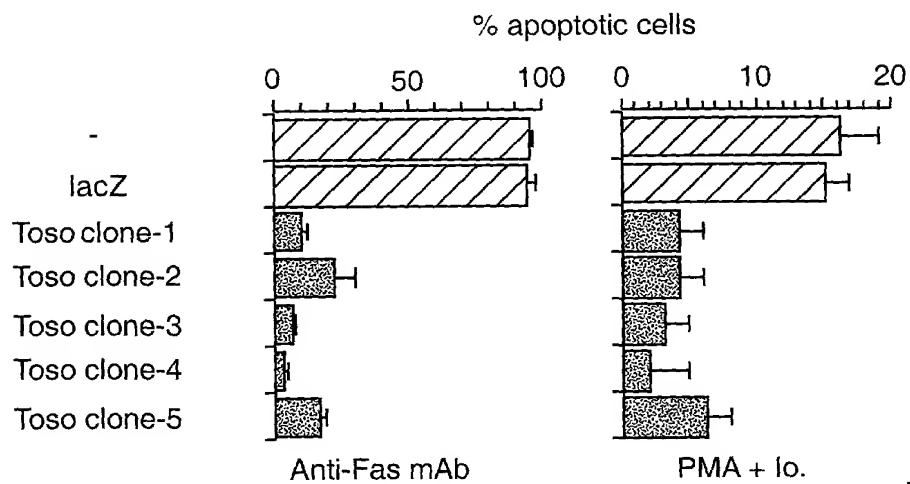 % apoptotic cells
0 50 100 0 10 20
-
lacZ
Toso clone-1
Toso clone-2
Toso clone-3
Toso clone-4
Toso clone-5
Anti-Fas mAb PMA + Io.